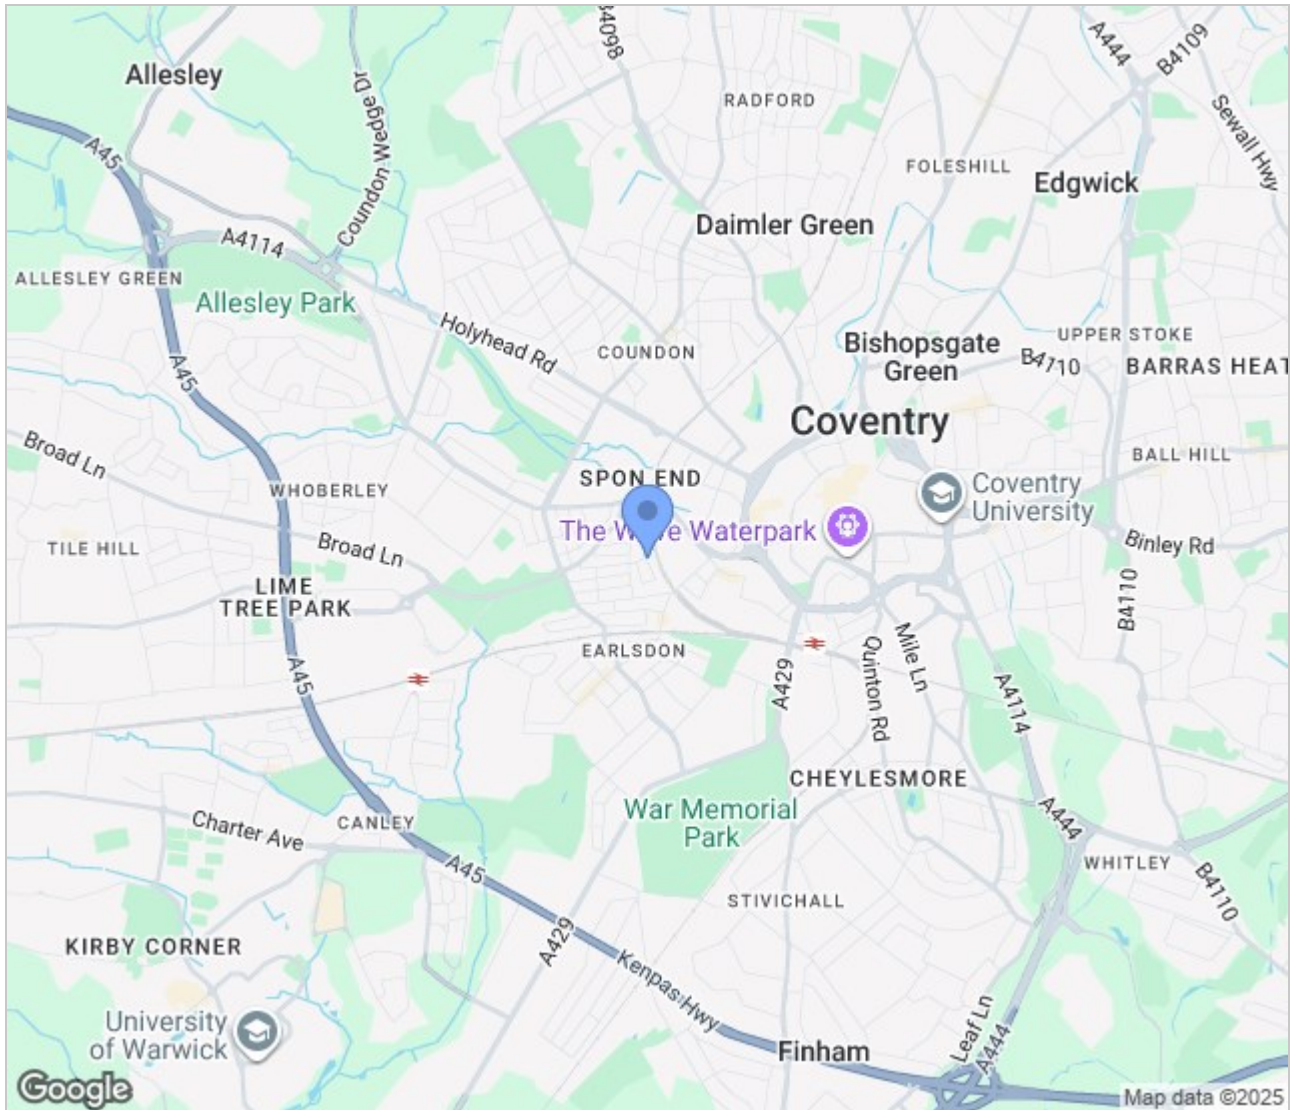 B4098
A444
B4109
Allesley
Coundon Wedge Dr
RADFORD
Sewall Hwy
A45
FOLESHILL
Edgwick
Daimler Green
A4114
ALLESLEY GREEN
Allesley Park
Holyhead Rd
COUNDON
Bishopsgate
Green
UPPER STOKE
B4110
BARRAS HEAT
A45
Coventry
Broad Ln
BALL HILL
SPON END
WHOBERLEY
Coventry
University
The Wave Waterpark
TILE HILL
Broad Ln
Binley Rd
LIME
TREE PARK
B4110
EARLSDON
Mile Ln
Quinton Rd
A45
A429
A4114
CHEYLESMORE
War Memorial
Park
Charter Ave
CANLEY
A444
WHITLEY
A45
B4110
STIVICHALL
KIRBY CORNER
A429
Kenpas Hwy
University
of Warwick
Leaf Ln
A444
Finham
Google
Map data ©2025